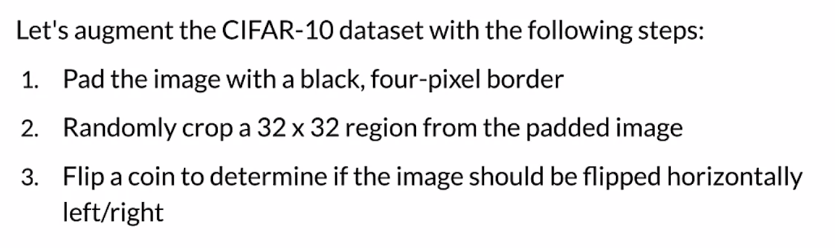 Let's augment the CIFAR-10 dataset with the following steps:
1. Pad the image with a black, four-pixel border
2. Randomly crop a 32 x 32 region from the padded image
3. Flip a coin to determine if the image should be flipped horizontally
left/right